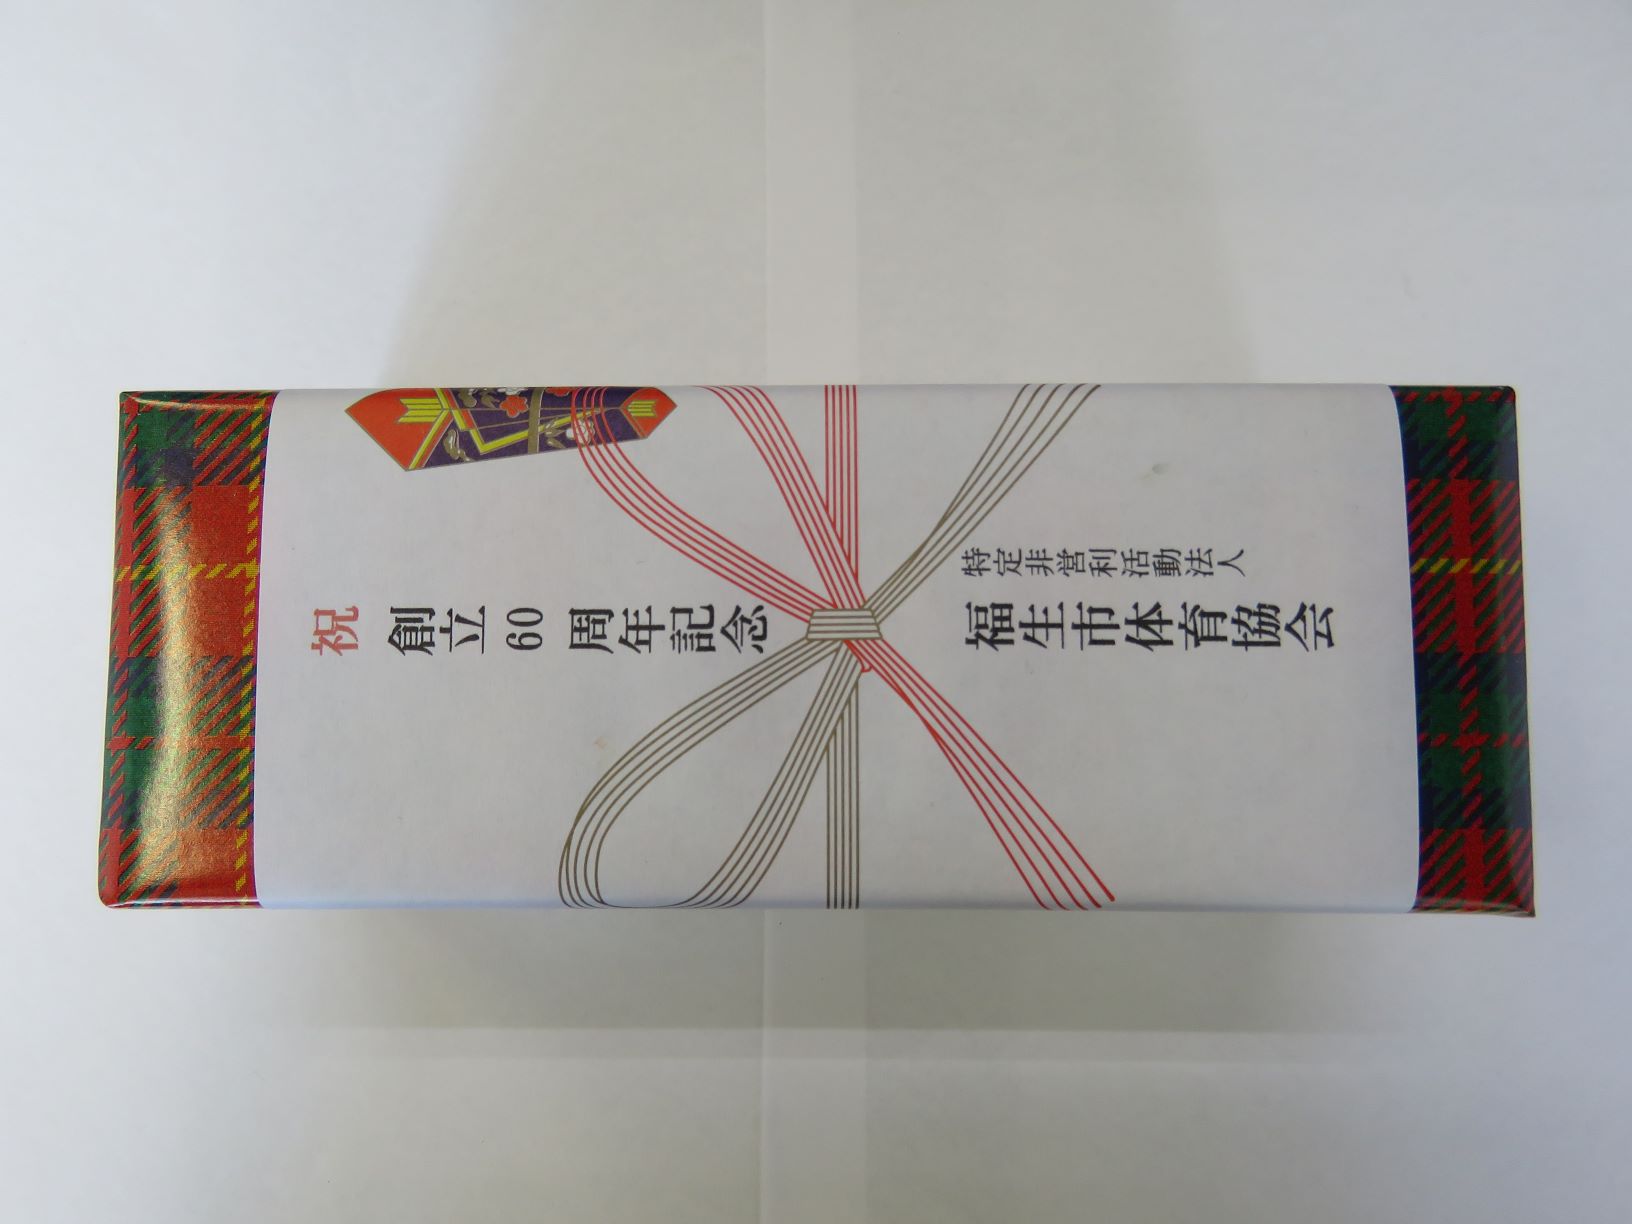 祝 創立60周年記念
特定非営利活動法人
福生市体育協会